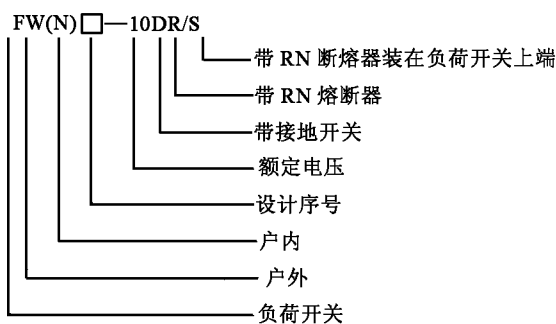 FW(N)□—10DR/S
带 RN 断熔器装在负荷开关上端
带 RN 熔断器
带接地开关
额定电压
设计序号
户内
户外
负荷开关